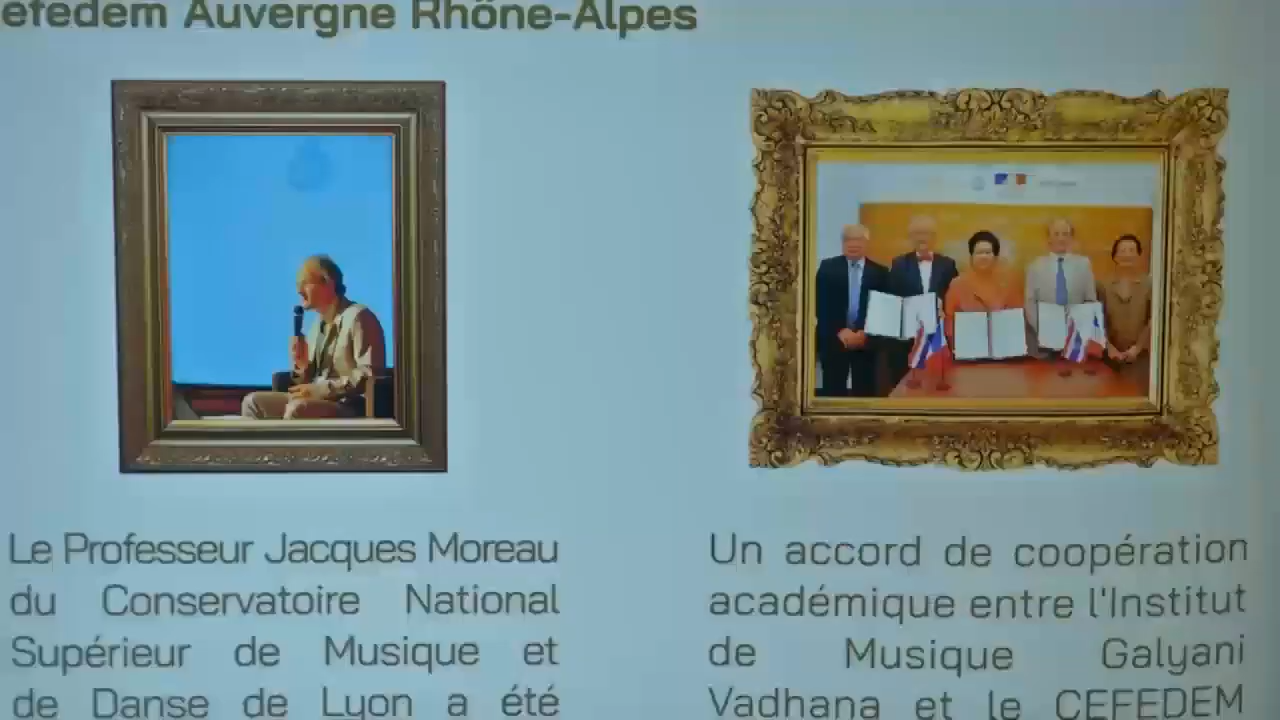 efedem Auvergne Rhône-Alpes
Le Professeur Jacques Moreau
du Conservatoire National
Supérieur de Musique et
de Danse de Lyon a été
Un accord de coopération
académique entre l'Institut
de Musique Galyani
Vadhana et le CEFEDEM